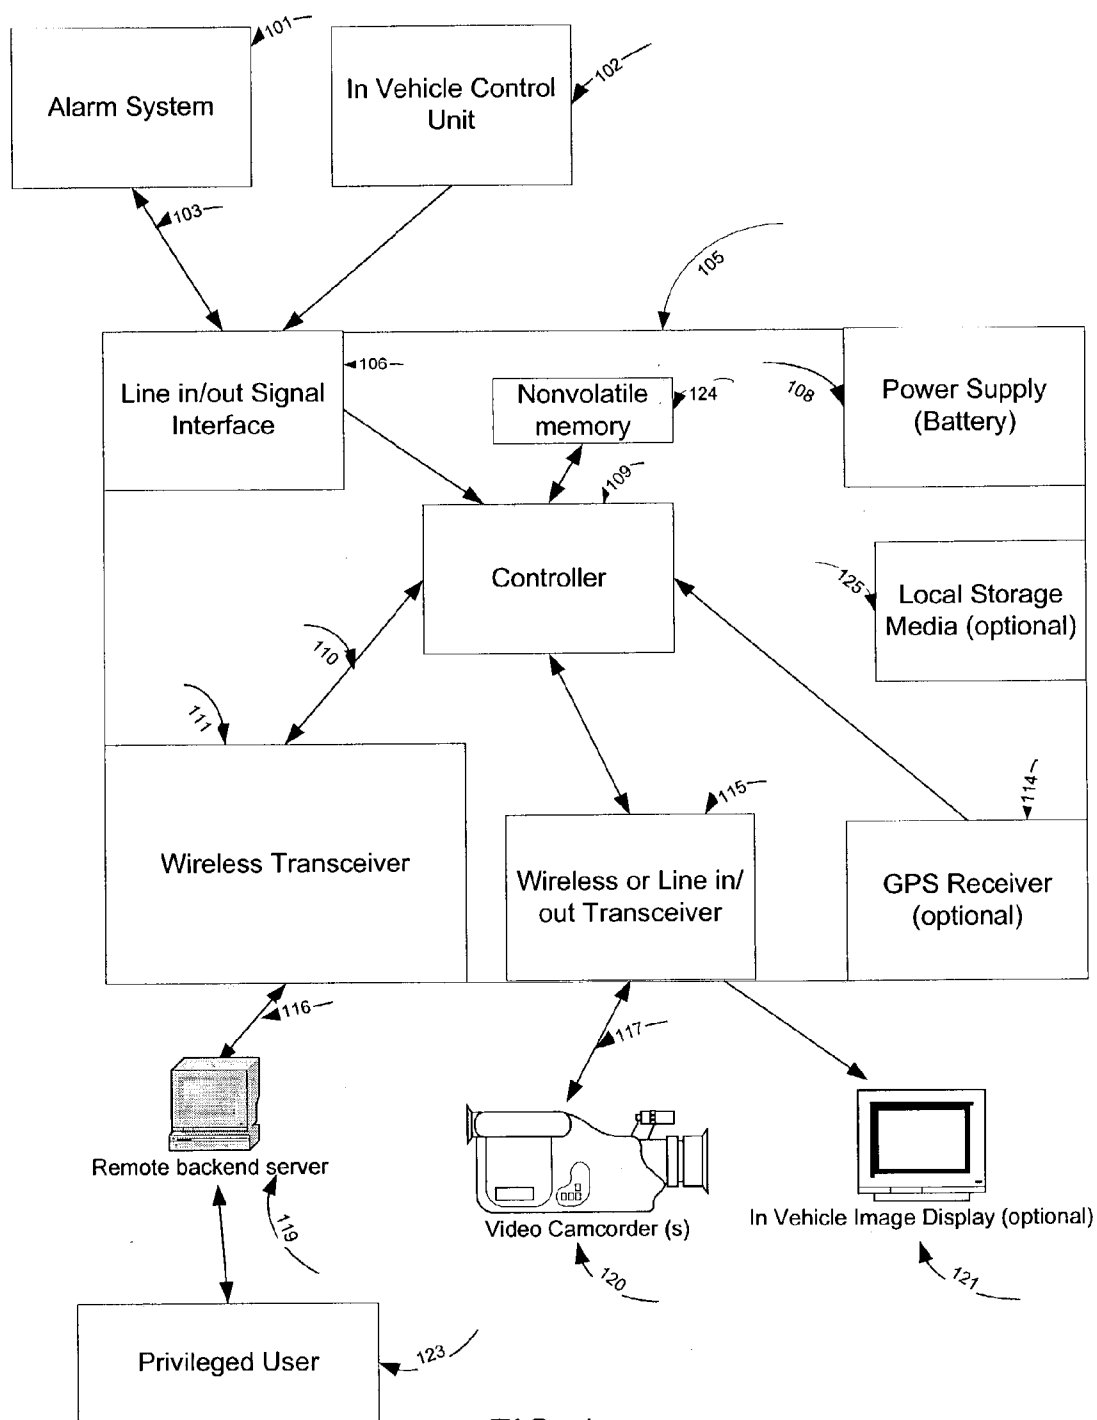 101
Alarm System
In Vehicle Control
Unit
102
103
105
Line in/out Signal
Interface
106
Nonvolatile
memory
124
108
Power Supply
(Battery)
109
Controller
125
Local Storage
Media (optional)
110
111
Wireless Transceiver
115
Wireless or Line in/
out Transceiver
114
GPS Receiver
(optional)
116
117
Remote backend server
119
Video Camcorder (s)
120
In Vehicle Image Display (optional)
121
Privileged User
123